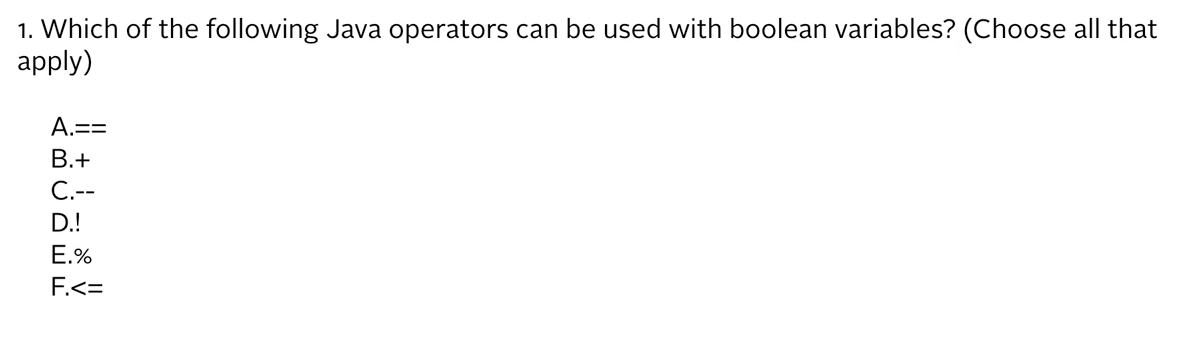 1. Which of the following Java operators can be used with boolean variables? (Choose all that
apply)
A.==
B.+
C.--
D.!
E.%
F.<=